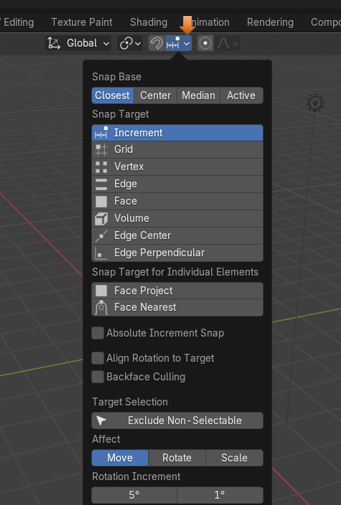 Editing Texture Paint Shading Animation Rendering
Global
Snap Base
Closest Center Median Active
Snap Target
Increment
Grid
Vertex
Edge
Face
Volume
Edge Center
Edge Perpendicular
Snap Target for Individual Elements
Face Project
Face Nearest
Absolute Increment Snap
Align Rotation to Target
Backface Culling
Target Selection
Exclude Non-Selectable
Affect
Move Rotate Scale
Rotation Increment
5° 1°